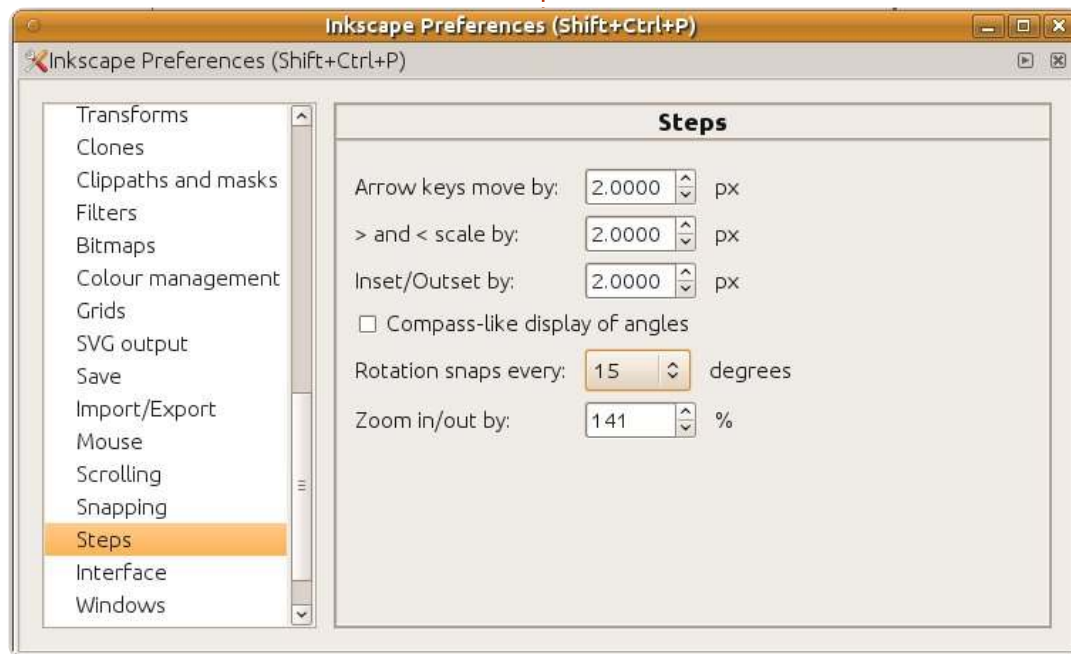 Inkscape Preferences (Shift+Ctrl+P)
Inkscape Preferences (Shift+Ctrl+P)
Transforms
Clones
Clippaths and masks
Filters
Bitmaps
Colour management
Grids
SVG output
Save
Import/Export
Mouse
Scrolling
Snapping
Steps
Interface
Windows
Steps
Arrow keys move by: 2.0000 px
> and < scale by: 2.0000 px
Inset/Outset by: 2.0000 px
Compass-like display of angles
Rotation snaps every: 15 degrees
Zoom in/out by: 141 %